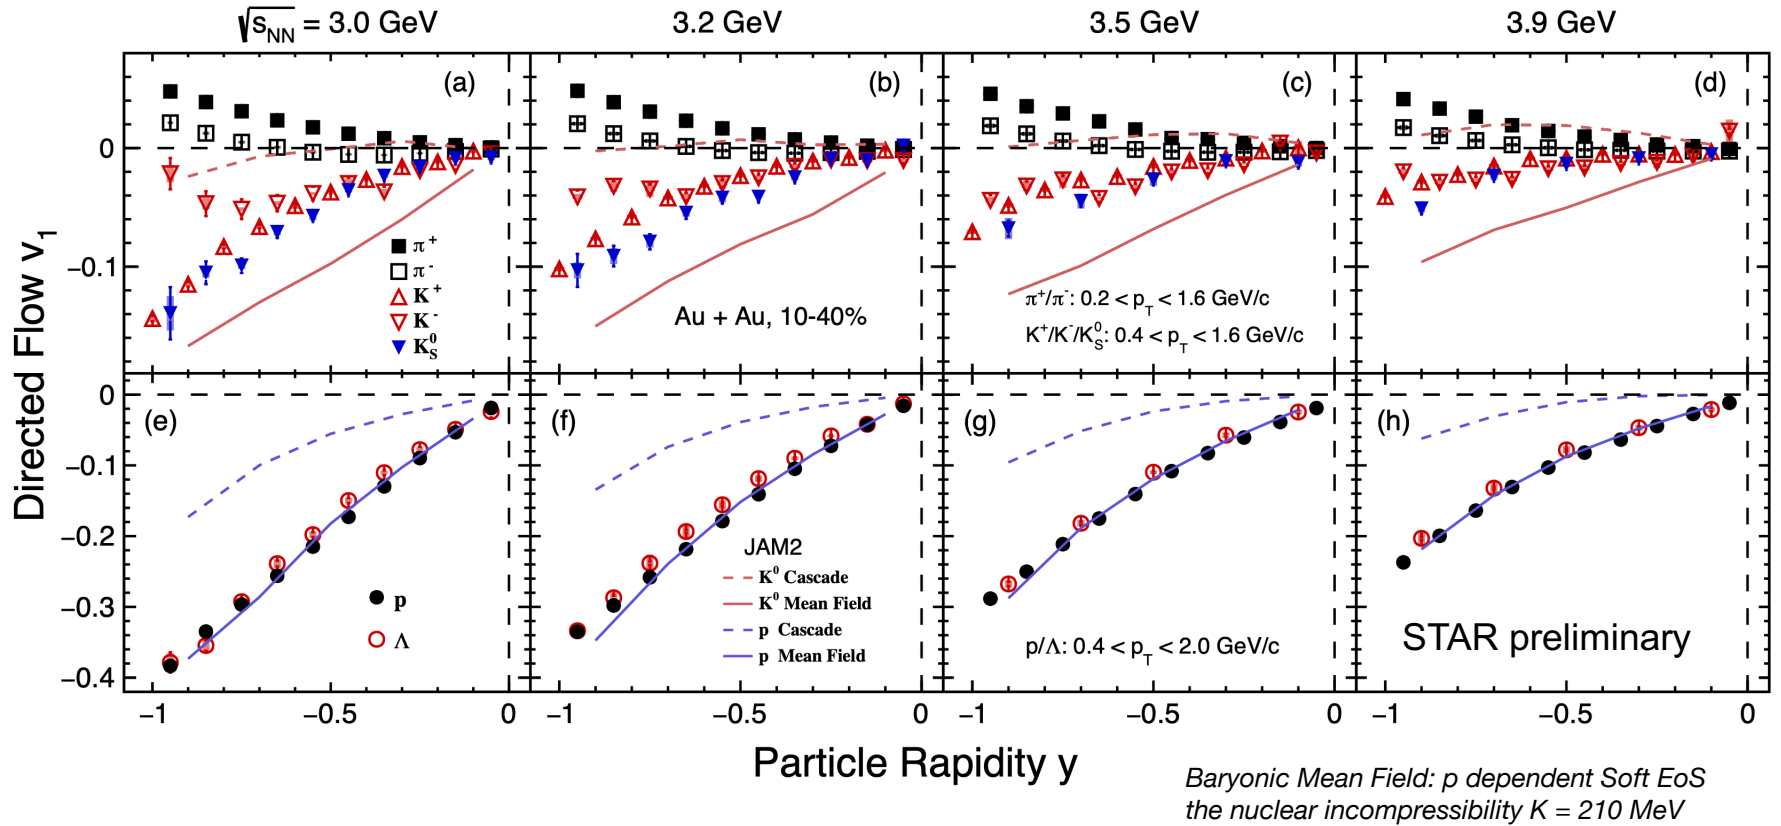 √sNN = 3.0 GeV 3.2 GeV 3.5 GeV 3.9 GeV
(a) (b) (c) (d)
0
−0.1
π+
π-
K+
K-
K0S
Au + Au, 10-40%
π+/π-: 0.2 < pT < 1.6 GeV/c
K+/K-/K0S: 0.4 < pT < 1.6 GeV/c
Directed Flow v1
0
−0.1
−0.2
−0.3
−0.4
(e) (f) (g) (h)
p
Λ
JAM2
K0 Cascade
K0 Mean Field
p Cascade
p Mean Field
p/Λ: 0.4 < pT < 2.0 GeV/c
STAR preliminary
−1 −0.5 0 −1 −0.5 0 −1 −0.5 0 −1 −0.5 0
Particle Rapidity y
Baryonic Mean Field: p dependent Soft EoS
the nuclear incompressibility K = 210 MeV